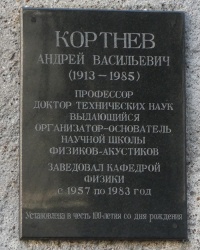 КОРТНЕВ
АНДРЕЙ ВАСИЛЬЕВИЧ
(1913-1985)
ПРОФЕССОР
ДОКТОР ТЕХНИЧЕСКИХ НАУК
ВЫДАЮЩИЙСЯ
ОРГАНИЗАТОР-ОСНОВАТЕЛЬ
НАУЧНОЙ ШКОЛЫ
ФИЗИКОВ-АКУСТИКОВ
ЗАВЕДОВАЛ КАФЕДРОЙ
ФИЗИКИ
с 1957 по 1983 год
Установлена в честь 100-летия со дня рождения